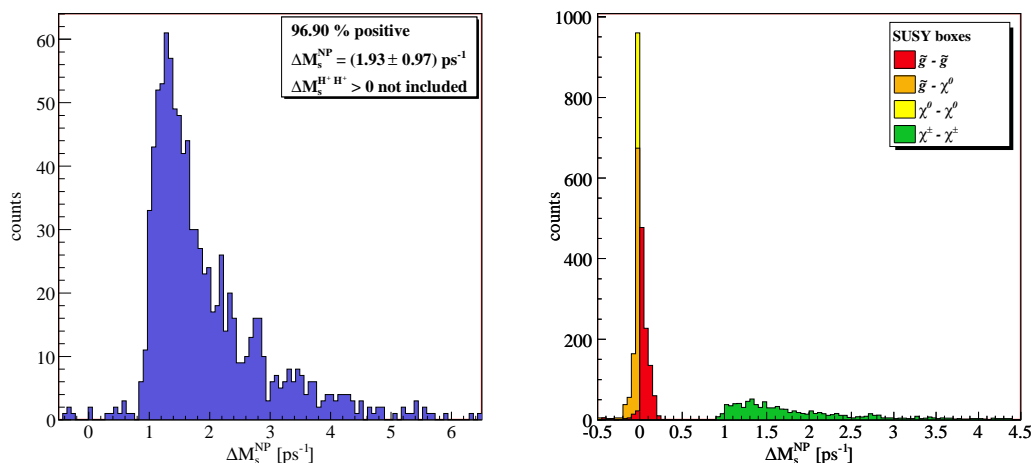 96.90 % positive
ΔM_s^NP = (1.93 ± 0.97) ps⁻¹
ΔM_s^H⁺H⁺ > 0 not included
counts
60
50
40
30
20
10
0
0 1 2 3 4 5 6
ΔM_s^NP [ps⁻¹]
SUSY boxes
g̃ - g̃
g̃ - χ⁰
χ⁰ - χ⁰
χ± - χ±
counts
1000
800
600
400
200
0
-0.5 0 0.5 1 1.5 2 2.5 3 3.5 4 4.5
ΔM_s^NP [ps⁻¹]